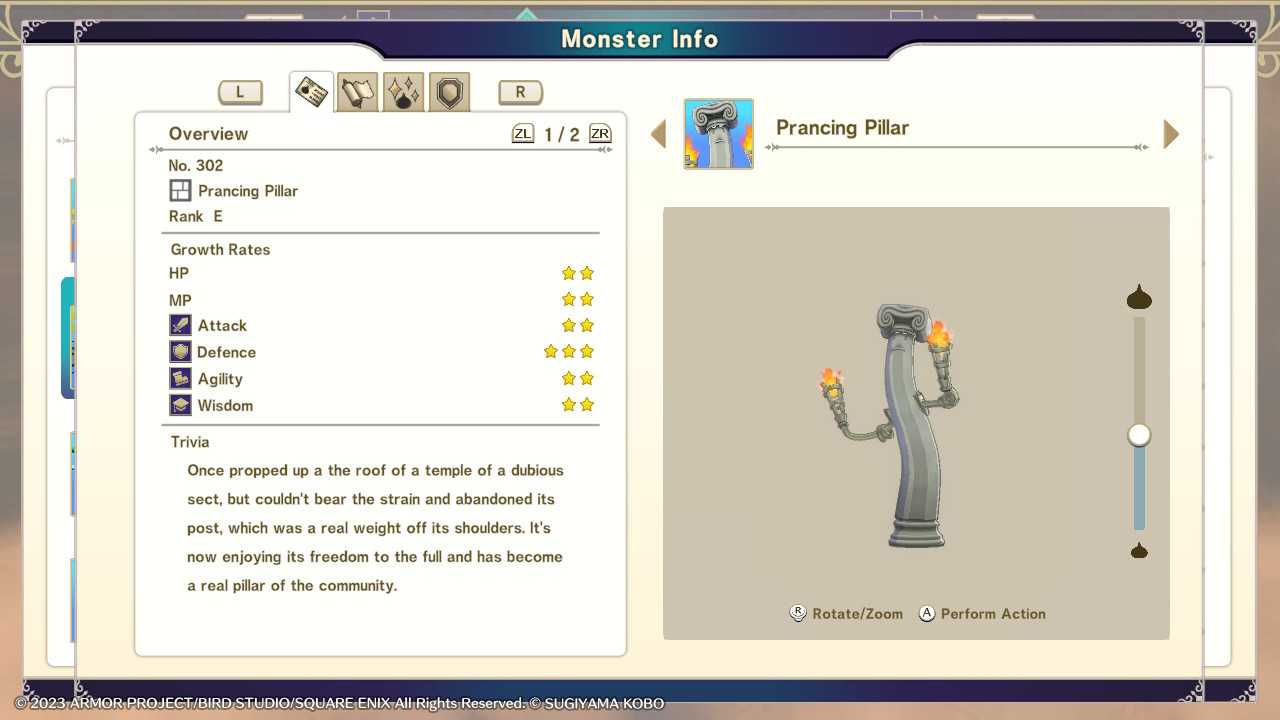 Monster Info
L
R
Overview
ZL 1 / 2 ZR
No. 302
Prancing Pillar
Rank E
Growth Rates
HP
MP
Attack
Defence
Agility
Wisdom
Trivia
Once propped up a the roof of a temple of a dubious
sect, but couldn't bear the strain and abandoned its
post, which was a real weight off its shoulders. It's
now enjoying its freedom to the full and has become
a real pillar of the community.
Prancing Pillar
R Rotate/Zoom A Perform Action
© 2023 ARMOR PROJECT/BIRD STUDIO/SQUARE ENIX All Rights Reserved. © SUGIYAMA KOBO